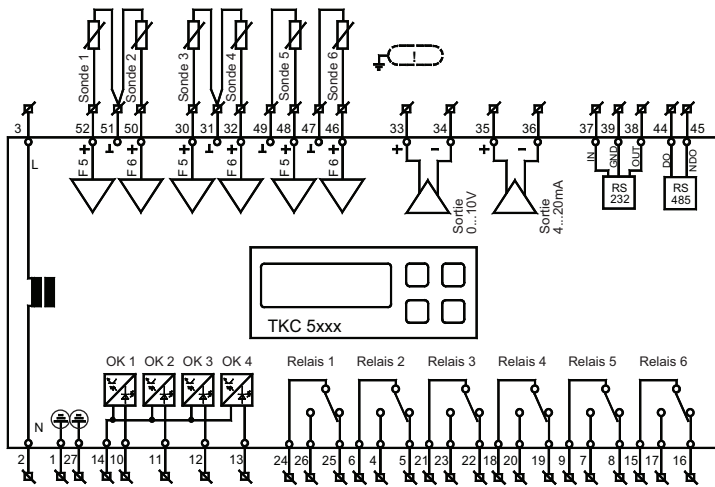 Sonde 1
Sonde 2
Sonde 3
Sonde 4
Sonde 5
Sonde 6
!
3 52 51 50 30 31 32 49 48 47 46 33 34 35 36 37 39 38 44 45
L
+ ⊥ + + ⊥ + ⊥ + ⊥ + + - + - IN GND OUT DO NDO
F 5 F 6 F 5 F 6 F 5 F 6
RS 232
RS 485
Sortie 0...10V
Sortie 4...20mA
TKC 5xxx
OK 1 OK 2 OK 3 OK 4 Relais 1 Relais 2 Relais 3 Relais 4 Relais 5 Relais 6
N
2 1 27 14 10 11 12 13 24 26 25 6 4 5 21 23 22 18 20 19 9 7 8 15 17 16